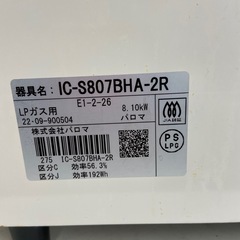 器具名: IC-S807BHA-2R
E1-2-26
LPガス用 8.10kW
22·09-900504 パロマ
株式会社パロマ
275 IC-S807BHA-2R
区分C 効率56.3%
区分D 効率192Wh
PS
LPG